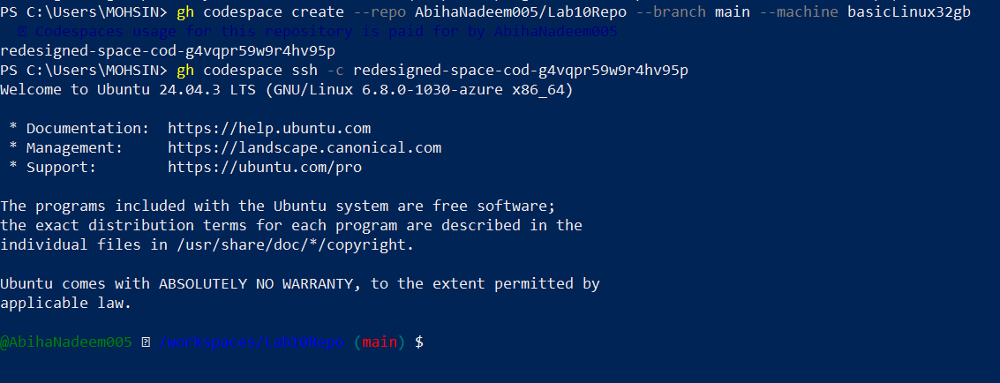 PS C:\Users\MOHSIN> gh codespace create --repo AbihaNadeem005/Lab10Repo --branch main --machine basicLinux32gb
Codespaces usage for this repository is paid for by AbihaNadeem005
redesigned-space-cod-g4vqpr59w9r4hv95p
PS C:\Users\MOHSIN> gh codespace ssh -c redesigned-space-cod-g4vqpr59w9r4hv95p
Welcome to Ubuntu 24.04.3 LTS (GNU/Linux 6.8.0-1030-azure x86_64)
* Documentation:  https://help.ubuntu.com
* Management:     https://landscape.canonical.com
* Support:        https://ubuntu.com/pro
The programs included with the Ubuntu system are free software;
the exact distribution terms for each program are described in the
individual files in /usr/share/doc/*/copyright.
Ubuntu comes with ABSOLUTELY NO WARRANTY, to the extent permitted by
applicable law.
@AbihaNadeem005 /workspaces/Lab10Repo (main) $